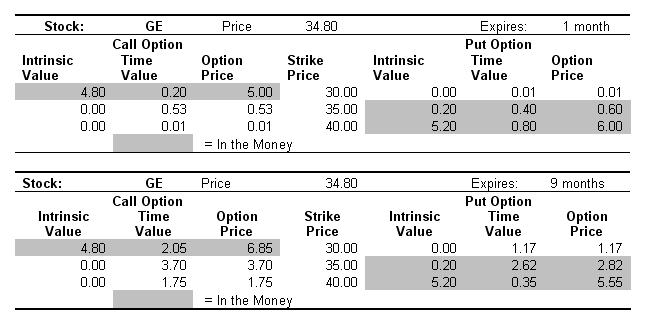 Stock: GE Price 34.80 Expires: 1 month
Call Option Put Option
Intrinsic Time Option Strike Intrinsic Time Option
Value Value Price Price Value Value Price
4.80 0.20 5.00 30.00 0.00 0.01 0.01
0.00 0.53 0.53 35.00 0.20 0.40 0.60
0.00 0.01 0.01 40.00 5.20 0.80 6.00
= In the Money
Stock: GE Price 34.80 Expires: 9 months
Call Option Put Option
Intrinsic Time Option Strike Intrinsic Time Option
Value Value Price Price Value Value Price
4.80 2.05 6.85 30.00 0.00 1.17 1.17
0.00 3.70 3.70 35.00 0.20 2.62 2.82
0.00 1.75 1.75 40.00 5.20 0.35 5.55
= In the Money